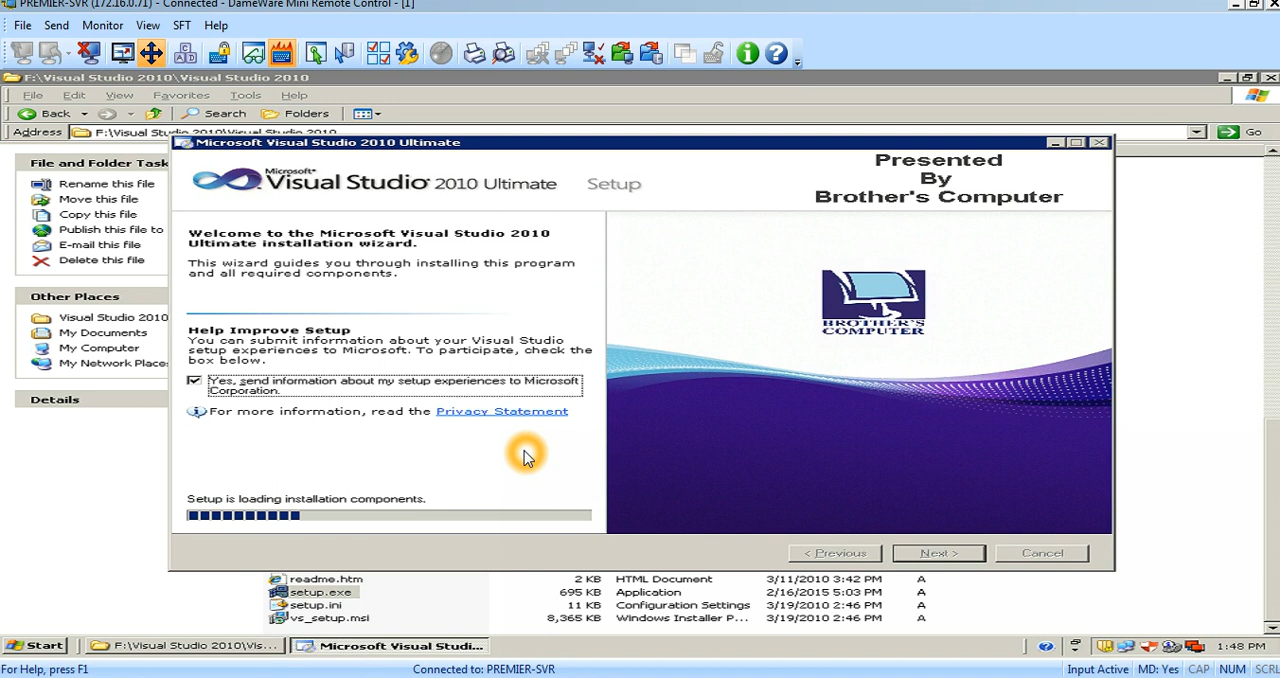 PREMIER-SVR (172.16.0.71) - Connected - DameWare Mini Remote Control - [1]
File Send Monitor View SFT Help
F:\Visual Studio 2010\Visual Studio 2010
File Edit View Favorites Tools Help
Back Search Folders
Address F:\Visual Studio 2010\Visual Studio 2010 Go
Microsoft Visual Studio 2010 Ultimate
File and Folder Task
Rename this file
Move this file
Copy this file
Publish this file to
E-mail this file
Delete this file
Other Places
Visual Studio 2010
My Documents
My Computer
My Network Place
Details
Microsoft®
Visual Studio® 2010 Ultimate Setup
Presented
By
Brother's Computer
Welcome to the Microsoft Visual Studio 2010
Ultimate installation wizard.
This wizard guides you through installing this program
and all required components.
Help Improve Setup
You can submit information about your Visual Studio
setup experiences to Microsoft. To participate, check the
box below.
Yes, send information about my setup experiences to Microsoft
Corporation.
For more information, read the Privacy Statement
Setup is loading installation components.
BROTHER'S
COMPUTER
< Previous Next > Cancel
readme.htm 2 KB HTML Document 3/11/2010 3:42 PM A
setup.exe 695 KB Application 2/16/2015 5:03 PM A
setup.ini 11 KB Configuration Settings 3/19/2010 2:46 PM A
vs_setup.msi 8,365 KB Windows Installer P... 3/19/2010 2:46 PM A
Start F:\Visual Studio 2010\Vis... Microsoft Visual Studi... 1:48 PM
For Help, press F1 Connected to: PREMIER-SVR Input Active MD: Yes CAP NUM SCRL